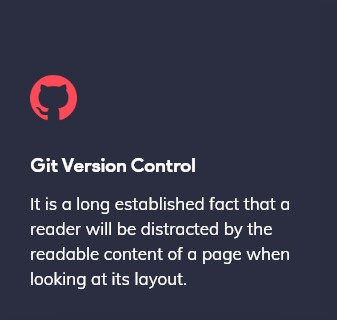 Git Version Control
It is a long established fact that a
reader will be distracted by the
readable content of a page when
looking at its layout.